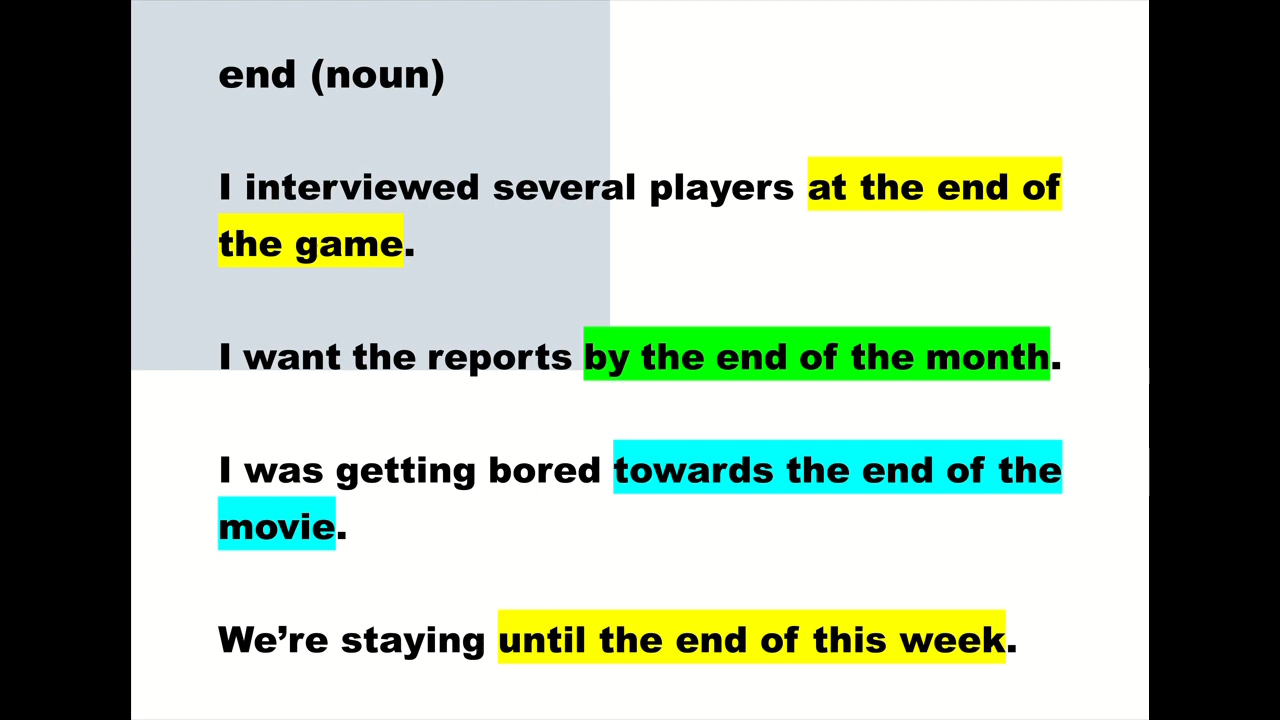 end (noun)
I interviewed several players at the end of
the game.
I want the reports by the end of the month.
I was getting bored towards the end of the
movie.
We’re staying until the end of this week.